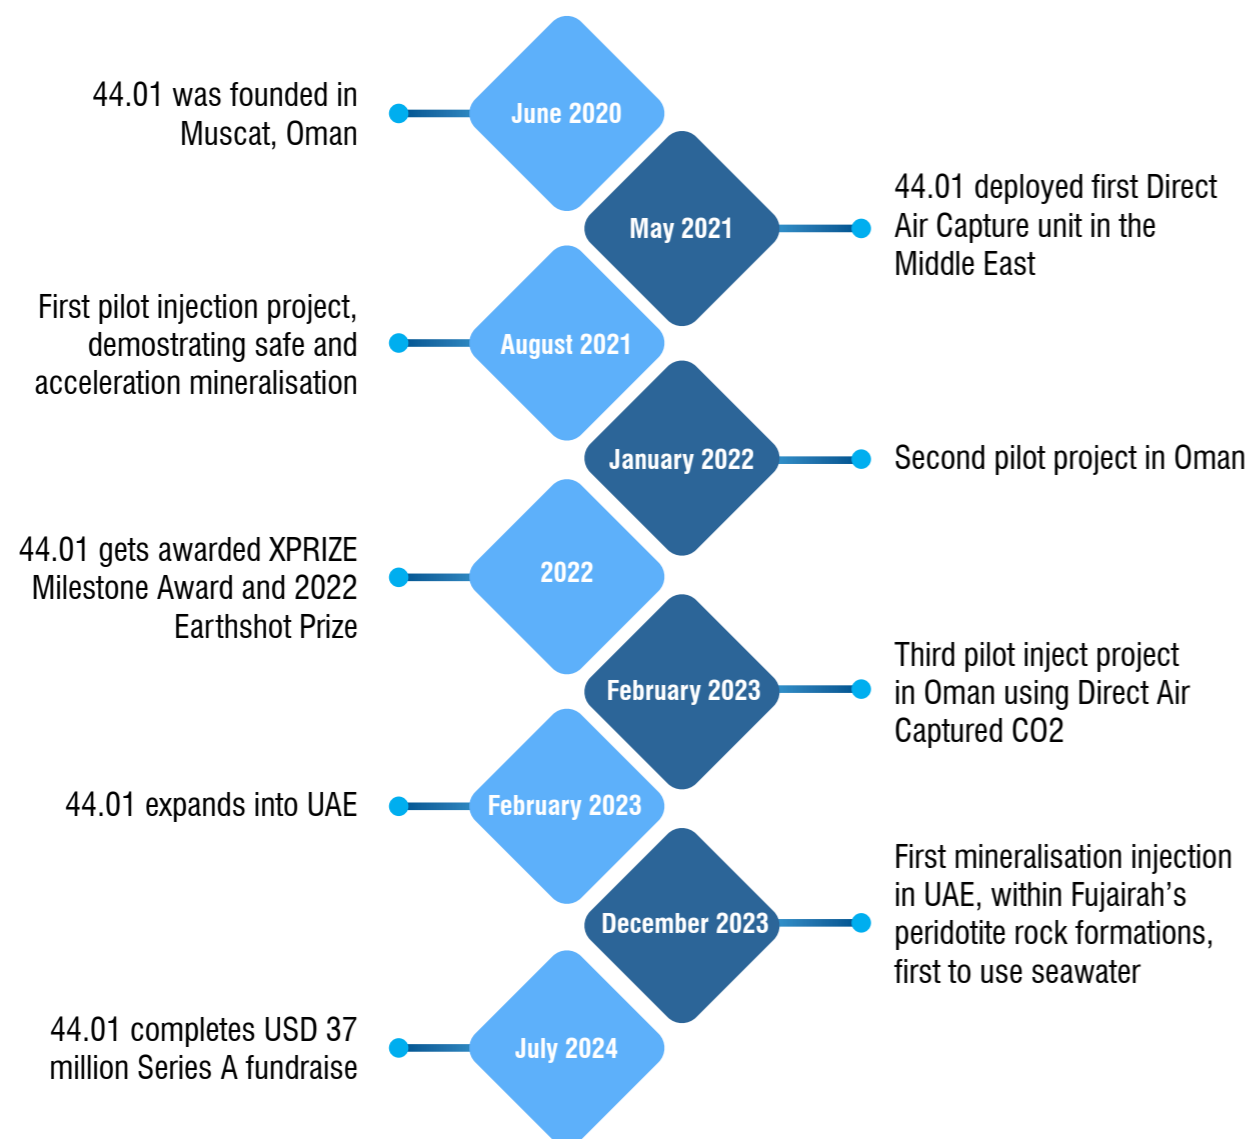 44.01 was founded in
Muscat, Oman
June 2020
May 2021
44.01 deployed first Direct
Air Capture unit in the
Middle East
First pilot injection project,
demostrating safe and
acceleration mineralisation
August 2021
January 2022
Second pilot project in Oman
44.01 gets awarded XPRIZE
Milestone Award and 2022
Earthshot Prize
2022
February 2023
Third pilot inject project
in Oman using Direct Air
Captured CO2
44.01 expands into UAE
February 2023
December 2023
First mineralisation injection
in UAE, within Fujairah’s
peridotite rock formations,
first to use seawater
44.01 completes USD 37
million Series A fundraise
July 2024